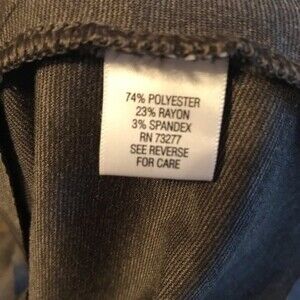 74% POLYESTER
23% RAYON
3% SPANDEX
RN 73277
SEE REVERSE
FOR CARE